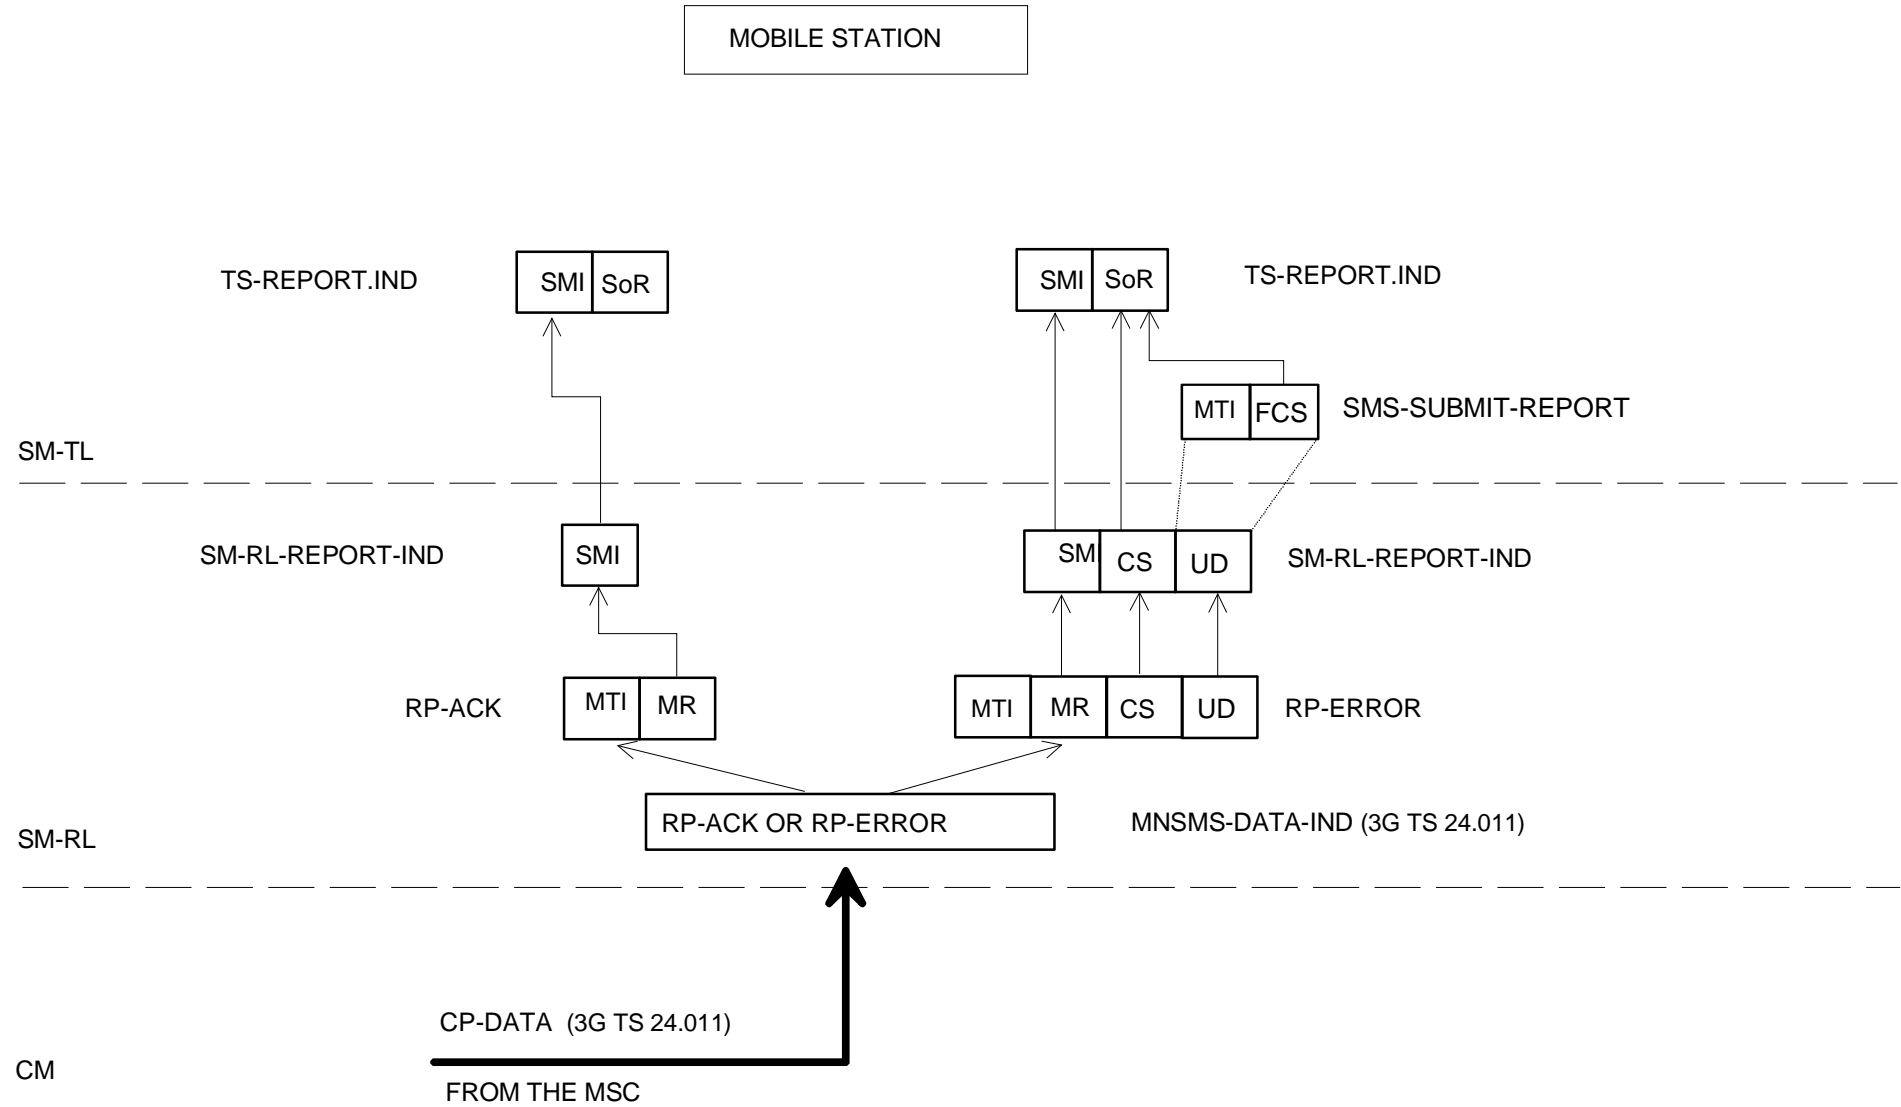 MOBILE STATION
TS-REPORT.IND SMI SoR SMI SoR TS-REPORT.IND
MTI FCS SMS-SUBMIT-REPORT
SM-TL
SM-RL-REPORT-IND SMI SMI CS UD SM-RL-REPORT-IND
RP-ACK MTI MR MTI MR CS UD RP-ERROR
RP-ACK OR RP-ERROR MNSMS-DATA-IND (3G TS 24.011)
SM-RL
CP-DATA (3G TS 24.011)
CM
FROM THE MSC